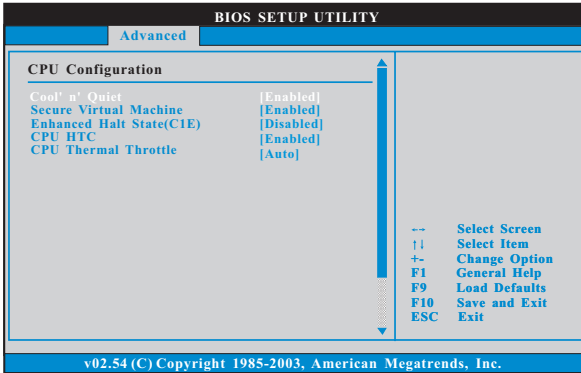 BIOS SETUP UTILITY
Advanced
CPU Configuration
Cool' n' Quiet [Enabled]
Secure Virtual Machine [Enabled]
Enhanced Halt State(C1E) [Disabled]
CPU HTC [Enabled]
CPU Thermal Throttle [Auto]
←→ Select Screen
↑↓ Select Item
+- Change Option
F1 General Help
F9 Load Defaults
F10 Save and Exit
ESC Exit
v02.54 (C) Copyright 1985-2003, American Megatrends, Inc.